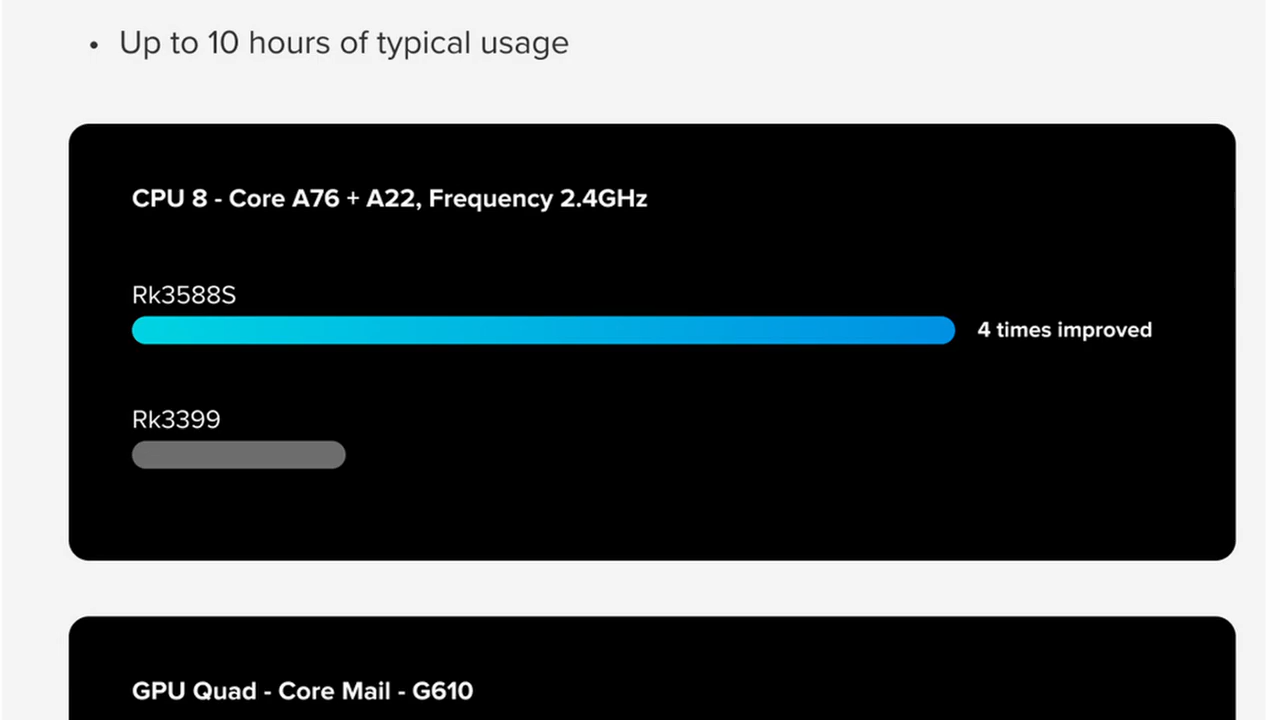 • Up to 10 hours of typical usage
CPU 8 - Core A76 + A22, Frequency 2.4GHz
Rk3588S
4 times improved
Rk3399
GPU Quad - Core Mail - G610